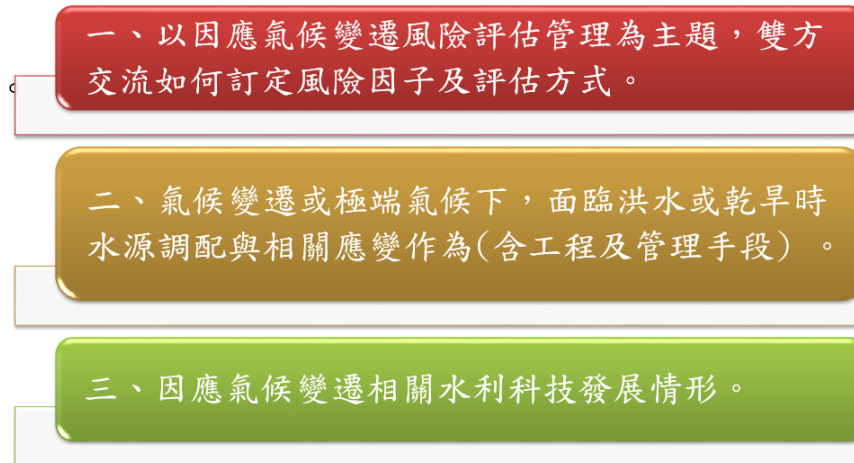 一、以因應氣候變遷風險評估管理為主題，雙方
交流如何訂定風險因子及評估方式。
二、氣候變遷或極端氣候下，面臨洪水或乾旱時
水源調配與相關應變作為(含工程及管理手段) 。
三、因應氣候變遷相關水利科技發展情形。